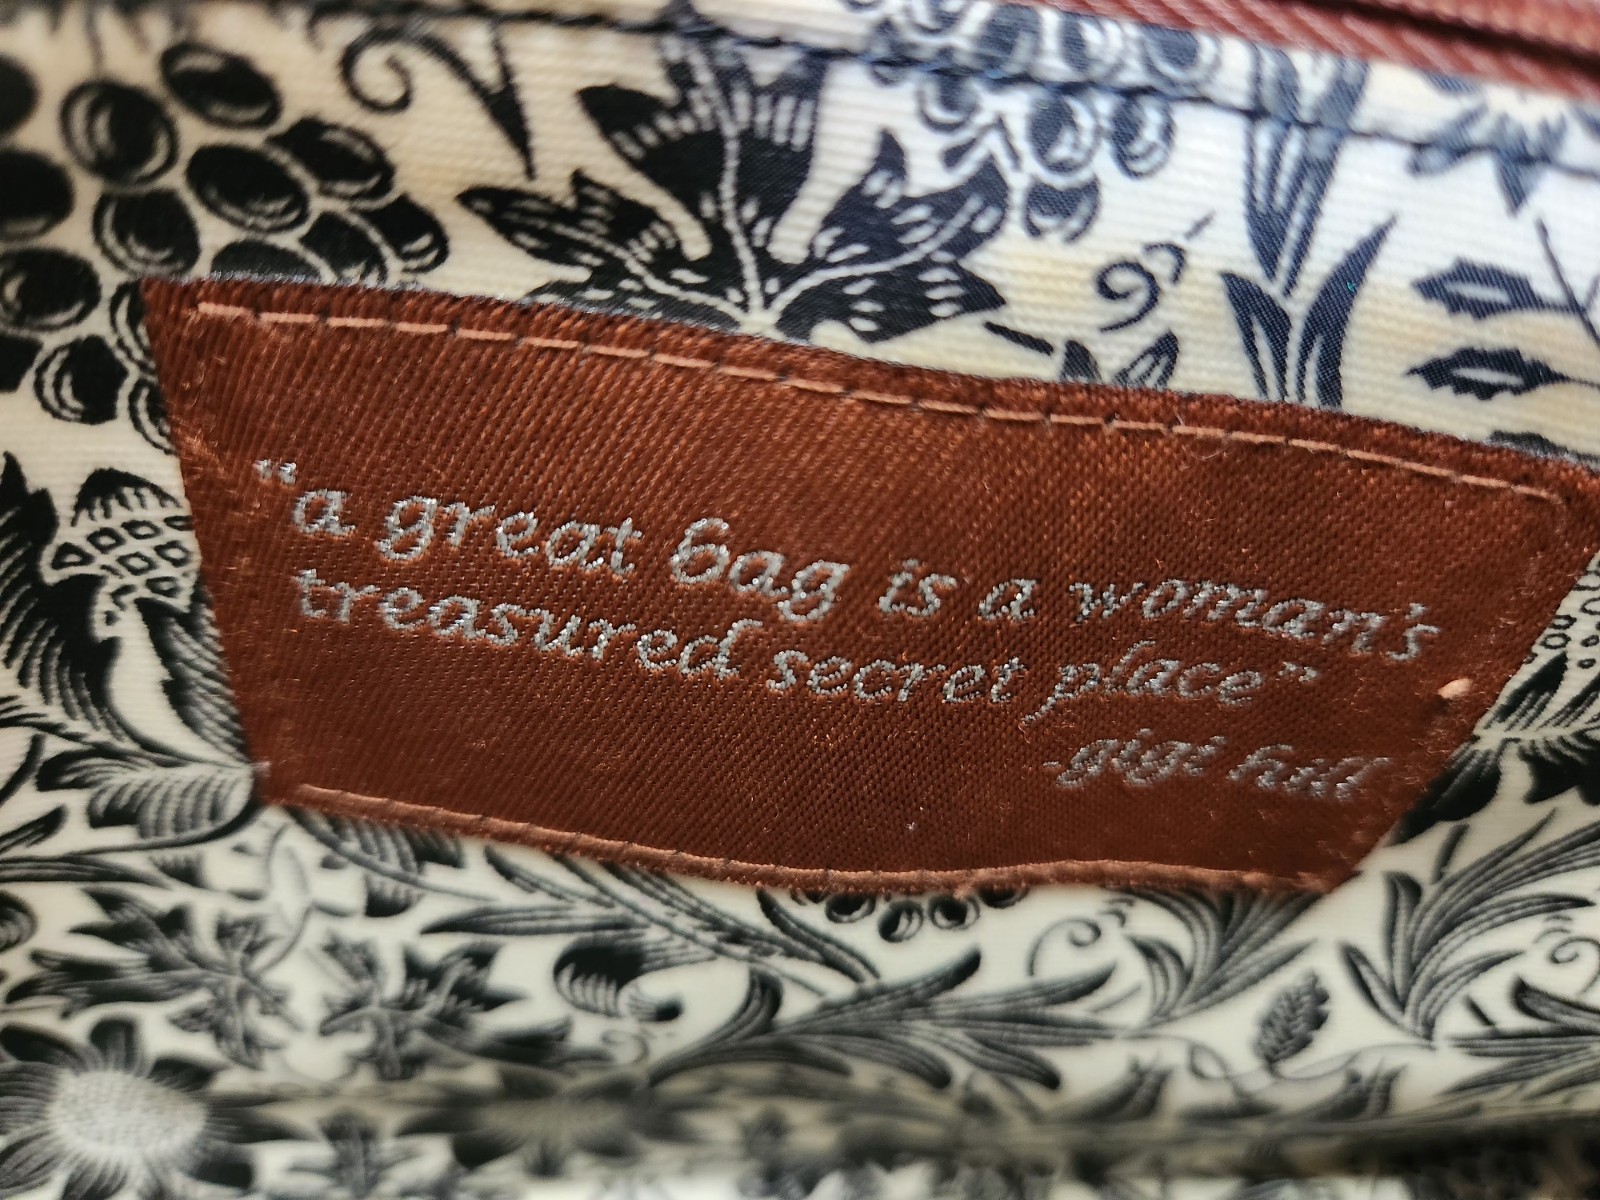 "a great bag is a woman's
treasured secret place"
-gigi hill